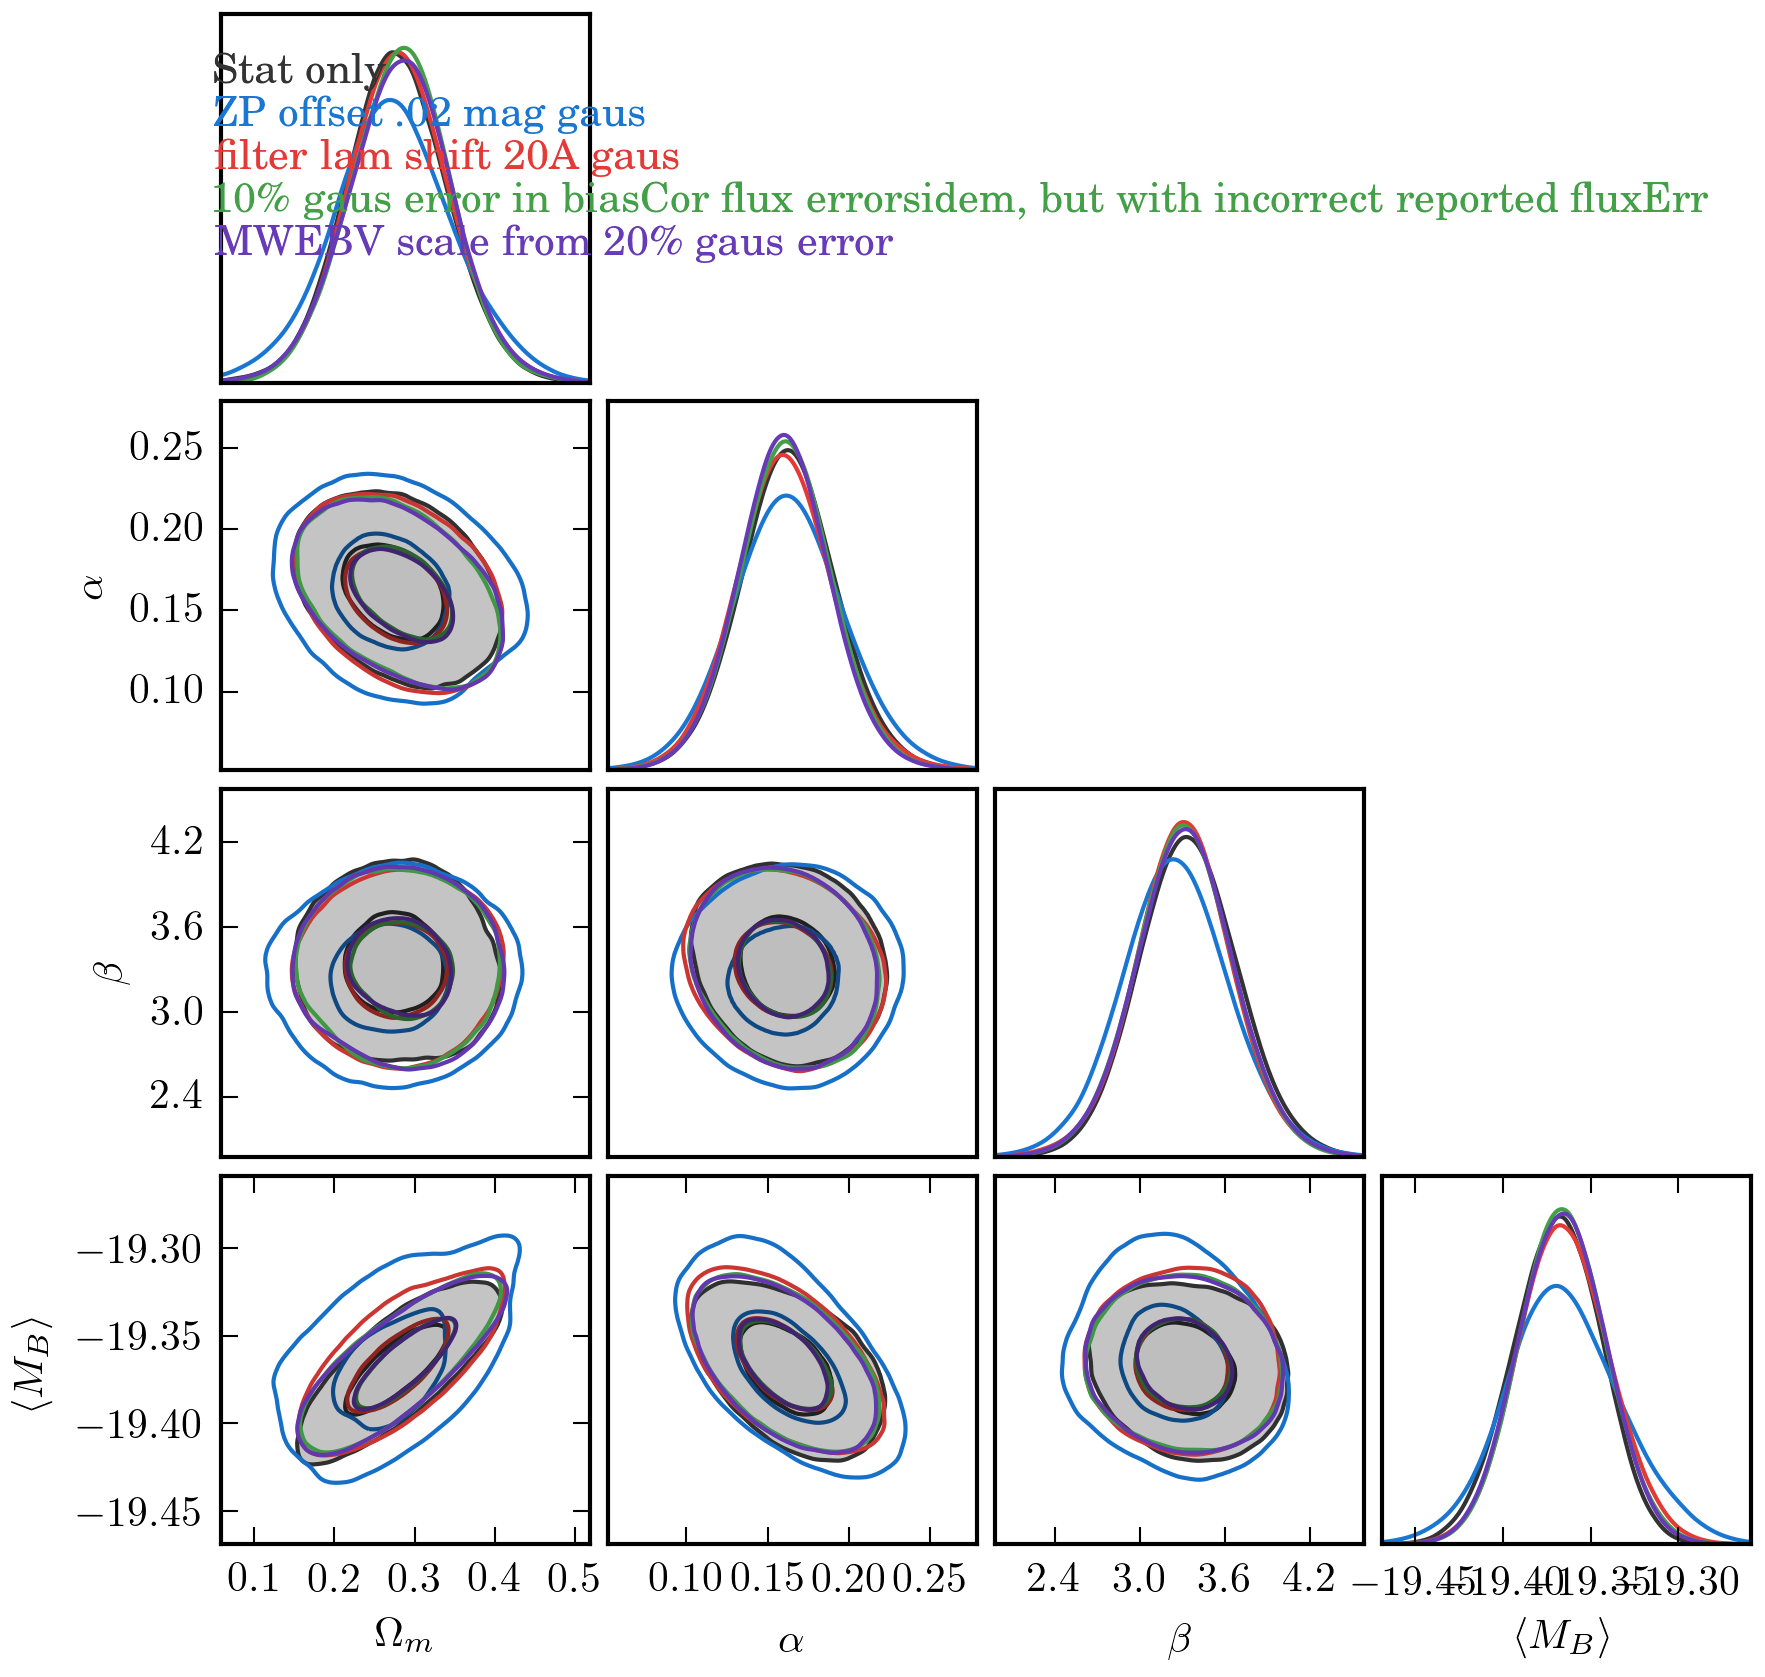 Stat only
ZP offset .02 mag gaus
filter lam shift 20A gaus
10% gaus error in biasCor flux errorsidem, but with incorrect reported fluxErr
MWEBV scale from 20% gaus error
0.25
0.20
0.15
0.10
α
4.2
3.6
3.0
2.4
β
−19.30
−19.35
−19.40
−19.45
⟨M_B⟩
0.1 0.2 0.3 0.4 0.5
0.10 0.15 0.20 0.25
2.4 3.0 3.6 4.2
−19.45 −19.40 −19.35 −19.30
Ω_m
α
β
⟨M_B⟩